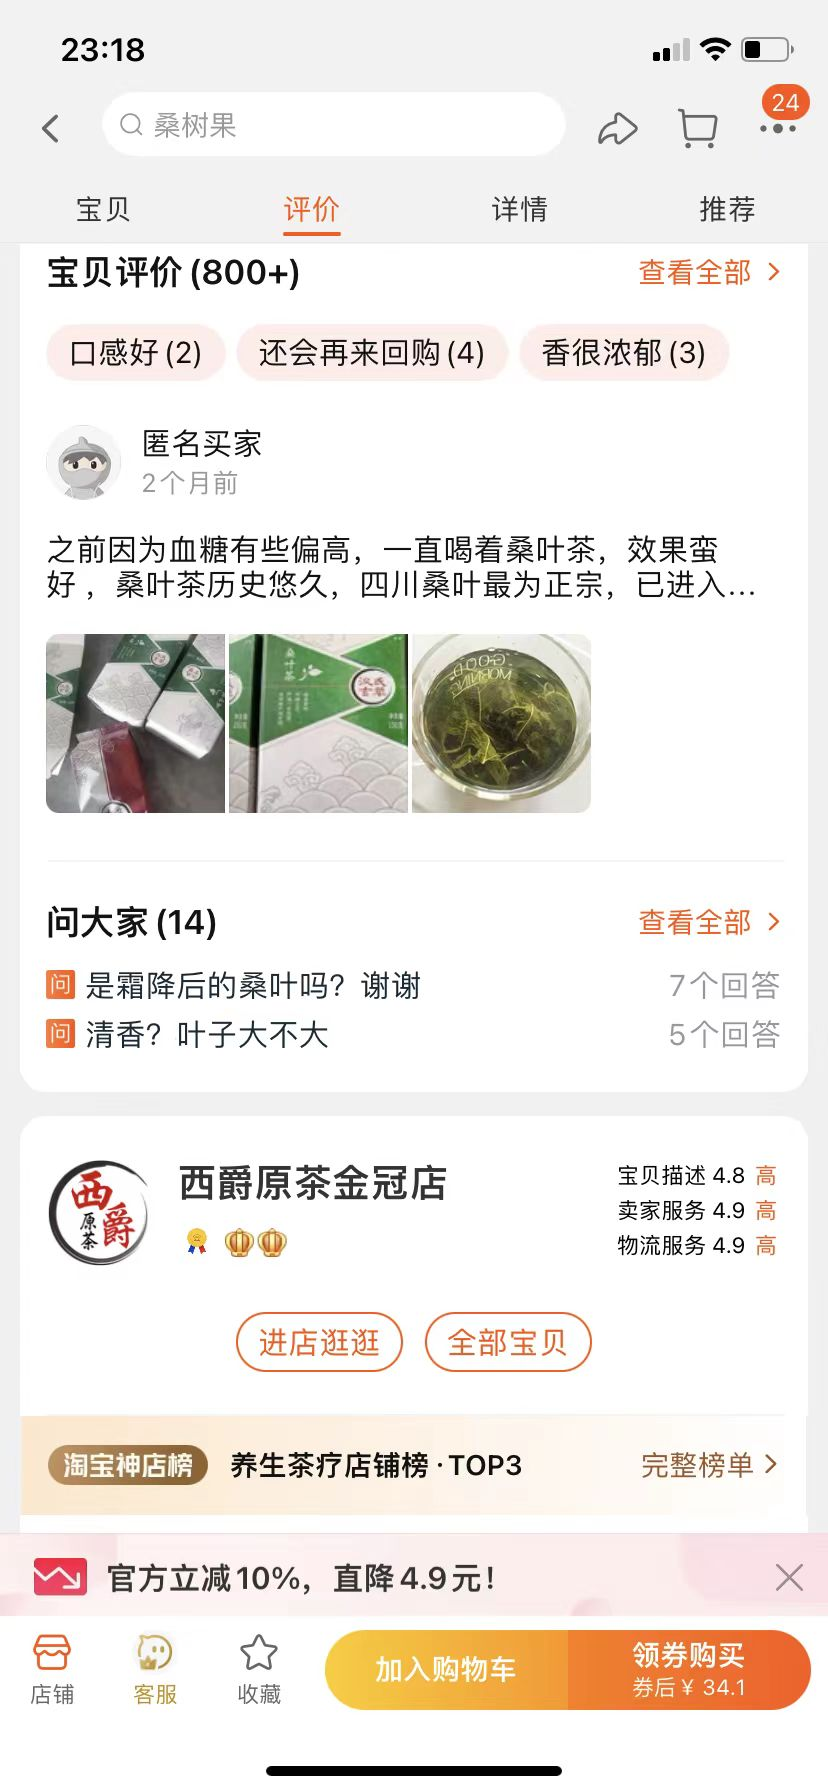 23:18
桑树果
24
宝贝
评价
详情
推荐
宝贝评价(800+)
查看全部
口感好(2)
还会再来回购(4)
香很浓郁(3)
匿名买家
2个月前
之前因为血糖有些偏高，一直喝着桑叶茶，效果蛮
好，桑叶茶历史悠久，四川桑叶最为正宗，已进入...
桑叶茶
GOOD
MORNING
问大家(14)
查看全部
问 是霜降后的桑叶吗？谢谢
7个回答
问 清香？叶子大不大
5个回答
西爵原茶
西爵原茶金冠店
宝贝描述 4.8 高
卖家服务 4.9 高
物流服务 4.9 高
进店逛逛
全部宝贝
淘宝神店榜
养生茶疗店铺榜·TOP3
完整榜单
官方立减10%，直降4.9元！
店铺
客服
收藏
加入购物车
领券购买
券后¥ 34.1